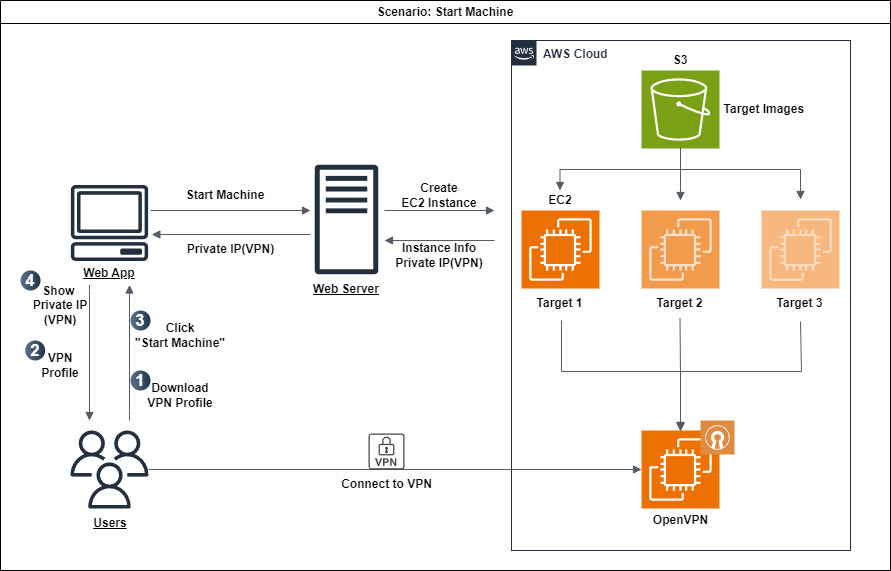 Scenario: Start Machine
aws
AWS Cloud
S3
Target Images
Start Machine
Create
EC2 Instance
EC2
Private IP(VPN)
Instance Info
Private IP(VPN)
Web App
Web Server
Target 1
Target 2
Target 3
4
Show
Private IP
(VPN)
3
Click
"Start Machine"
2
VPN
Profile
1
Download
VPN Profile
VPN
Connect to VPN
Users
OpenVPN